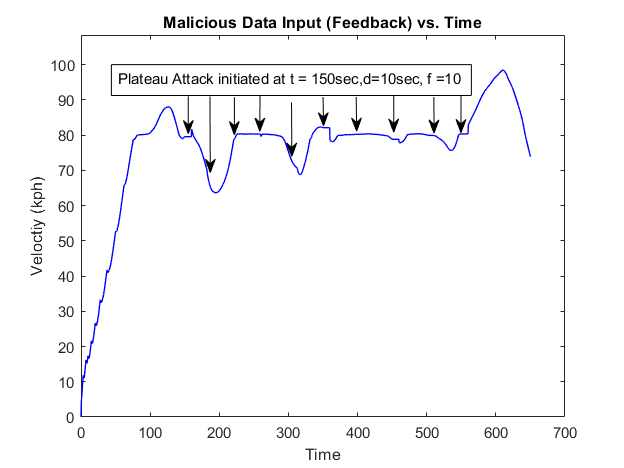 Malicious Data Input (Feedback) vs. Time
Plateau Attack initiated at t = 150sec,d=10sec, f =10
100
90
80
70
60
50
40
30
20
10
0
Veloctiy (kph)
0 100 200 300 400 500 600 700
Time